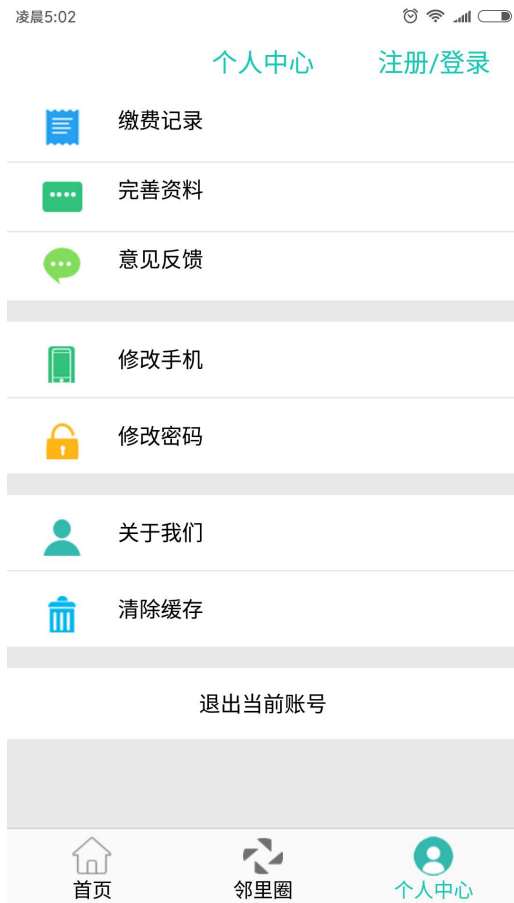 凌晨5:02
个人中心
注册/登录
缴费记录
完善资料
意见反馈
修改手机
修改密码
关于我们
清除缓存
退出当前账号
首页
邻里圈
个人中心